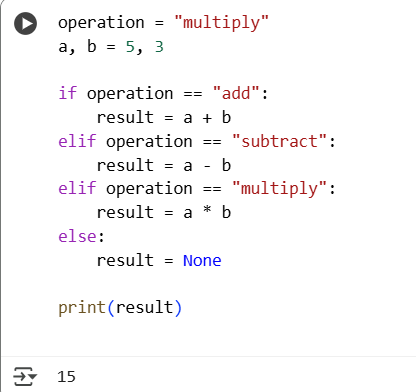 operation = "multiply"
a, b = 5, 3

if operation == "add":
    result = a + b
elif operation == "subtract":
    result = a - b
elif operation == "multiply":
    result = a * b
else:
    result = None

print(result)

15